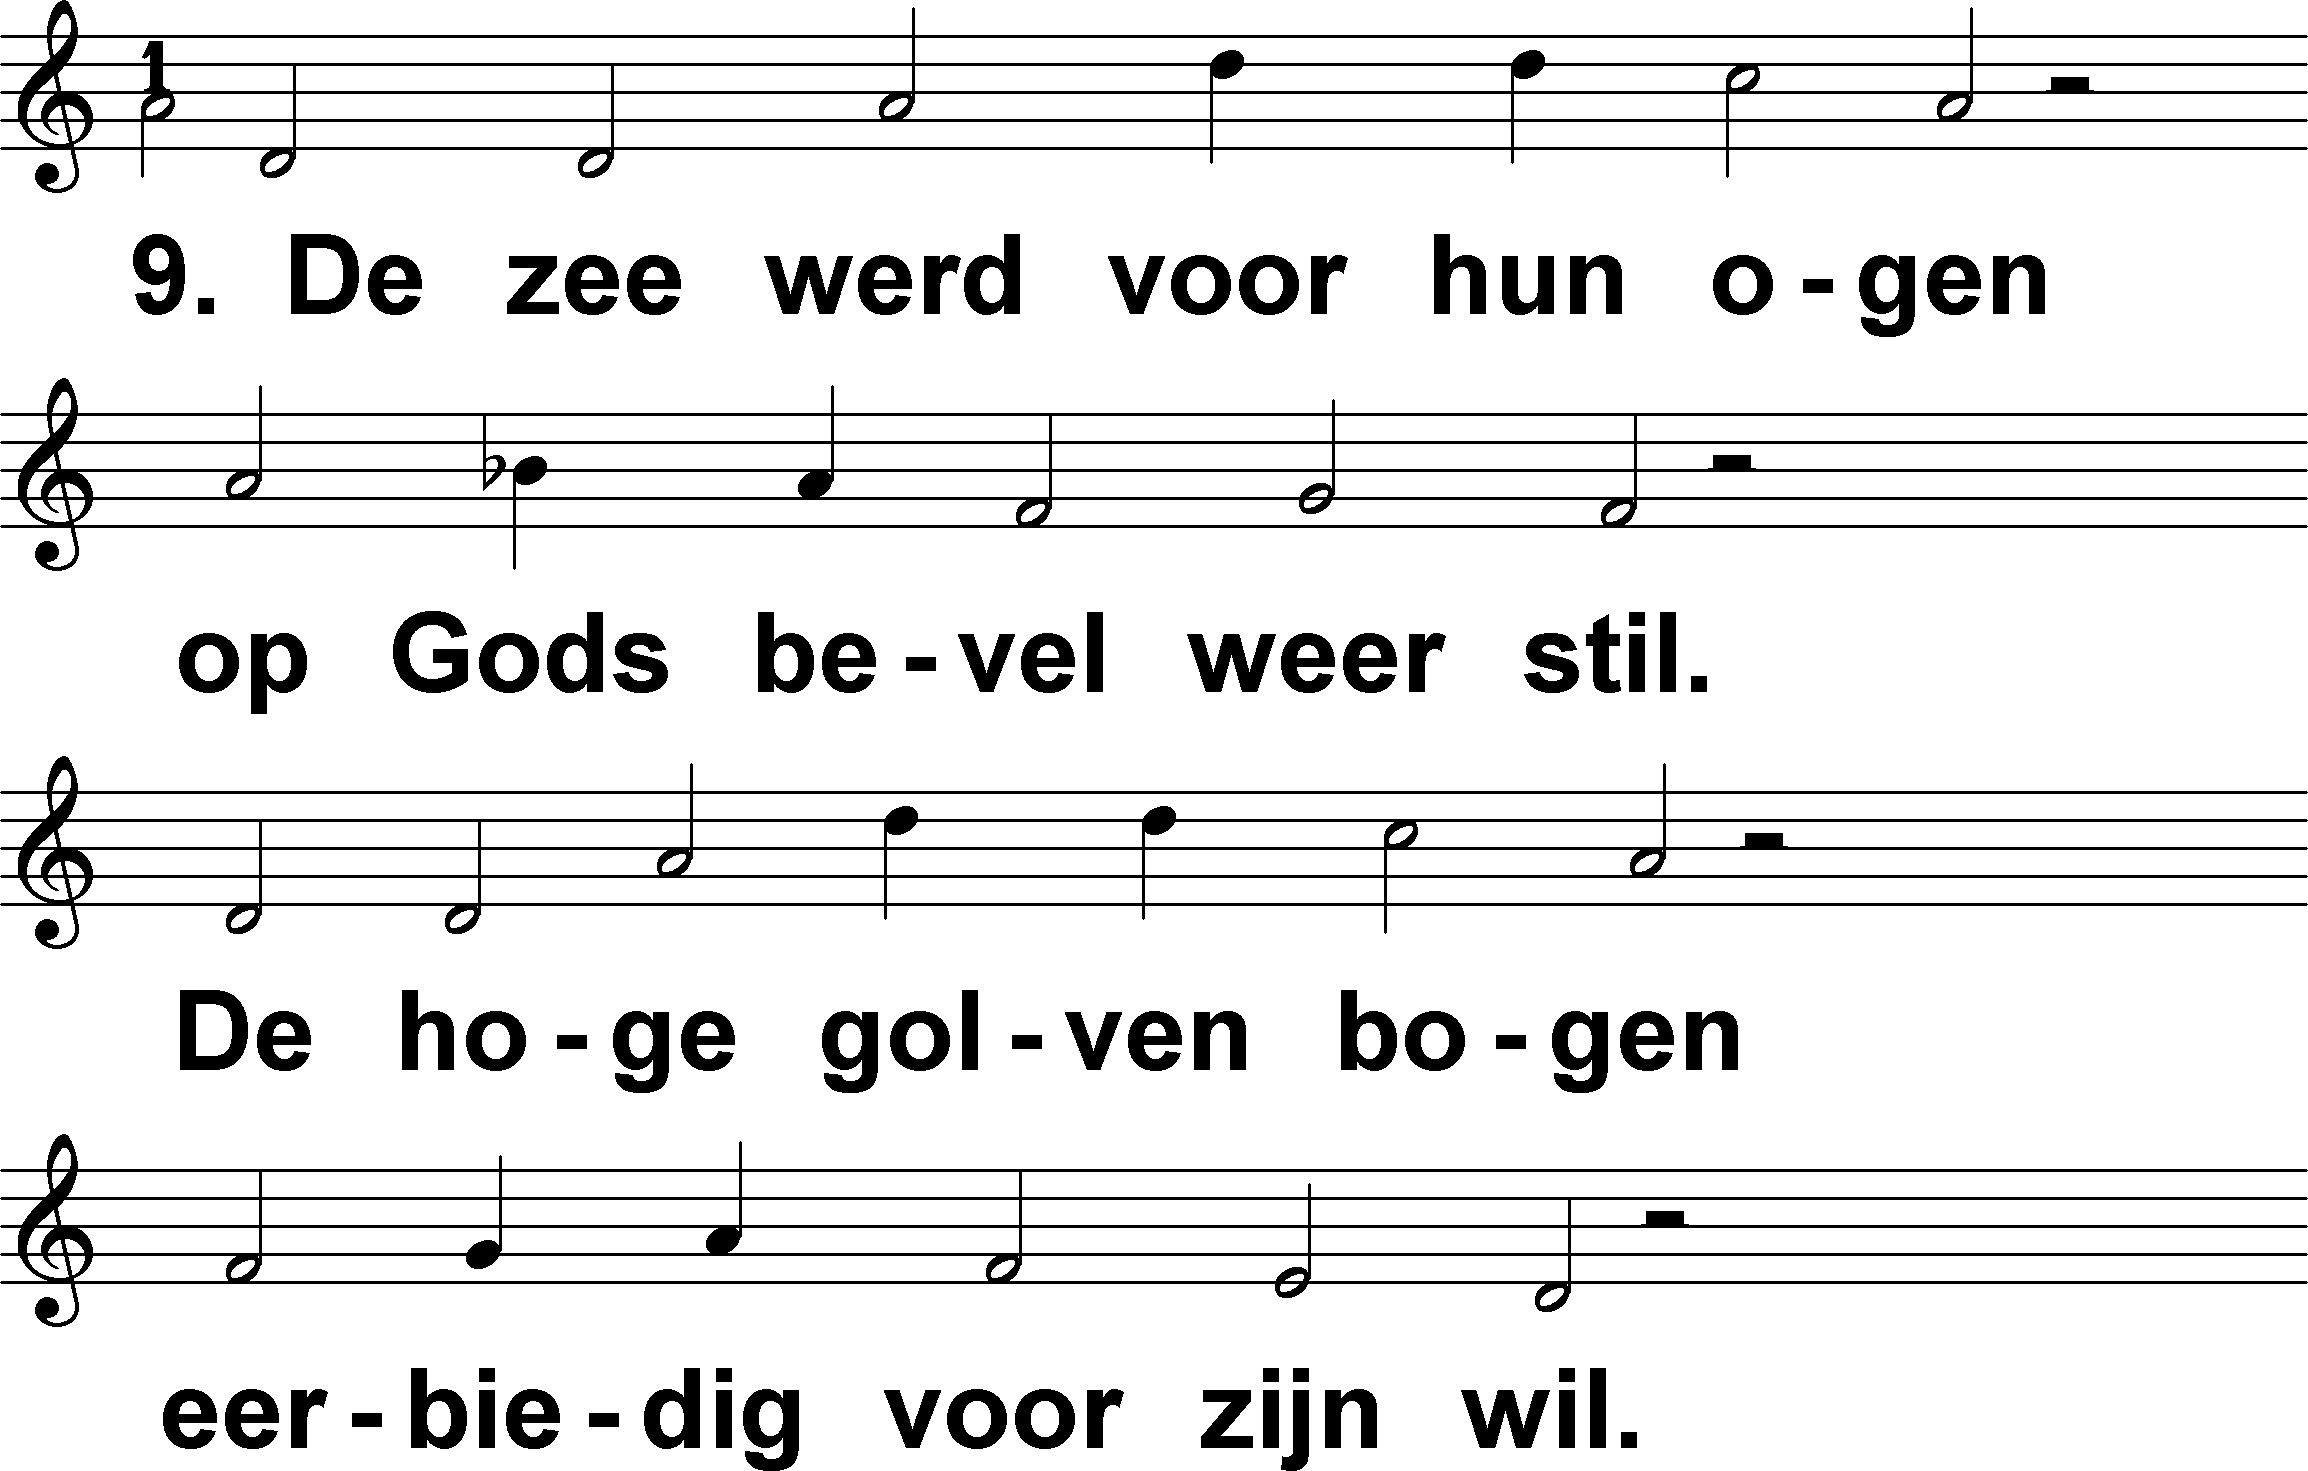 1
9. De zee werd voor hun o - gen
op Gods be - vel weer stil.
De ho - ge gol - ven bo - gen
eer - bie - dig voor zijn wil.